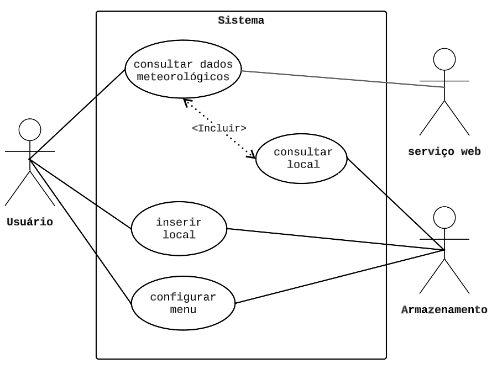 Sistema
consultar dados
meteorológicos
<Incluir>
consultar
local
serviço web
Usuário
inserir
local
configurar
menu
Armazenamento